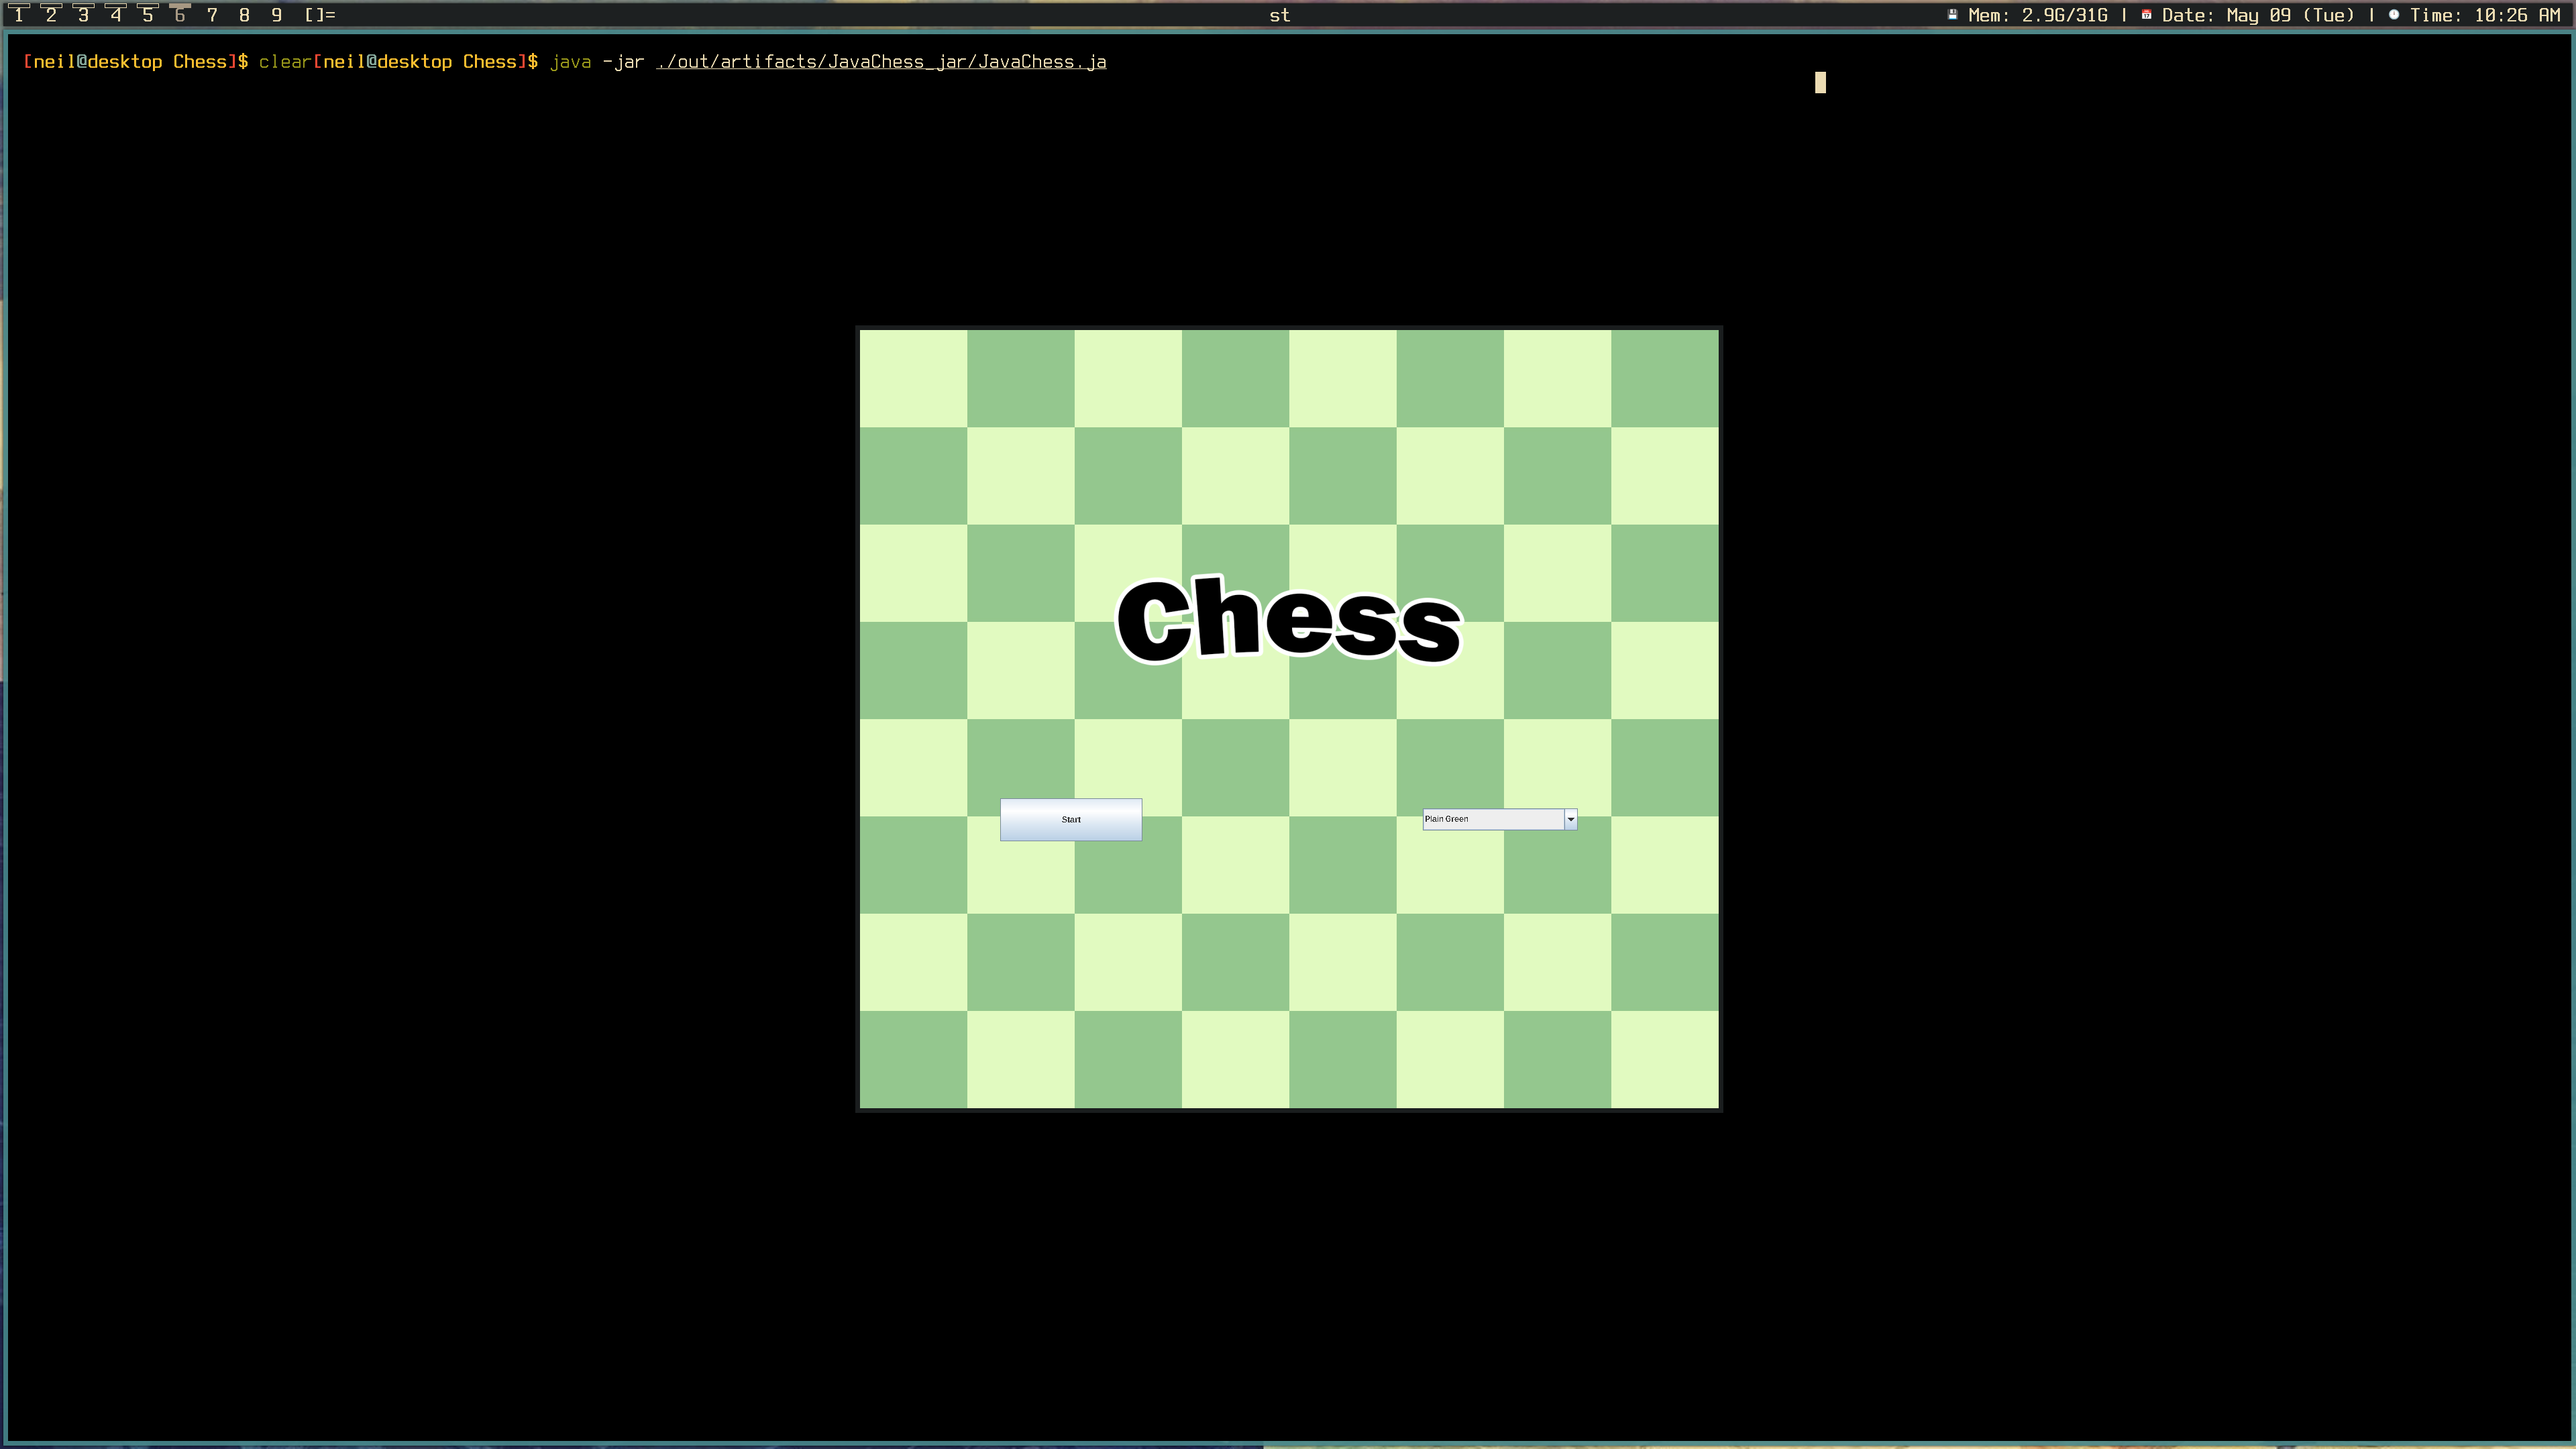 1 2 3 4 5 6 7 8 9 []= st Mem: 2.9G/31G | Date: May 09 (Tue) | Time: 10:26 AM
[neil@desktop Chess]$ clear[neil@desktop Chess]$ java -jar ./out/artifacts/JavaChess_jar/JavaChess.ja
Chess
Start Plain Green